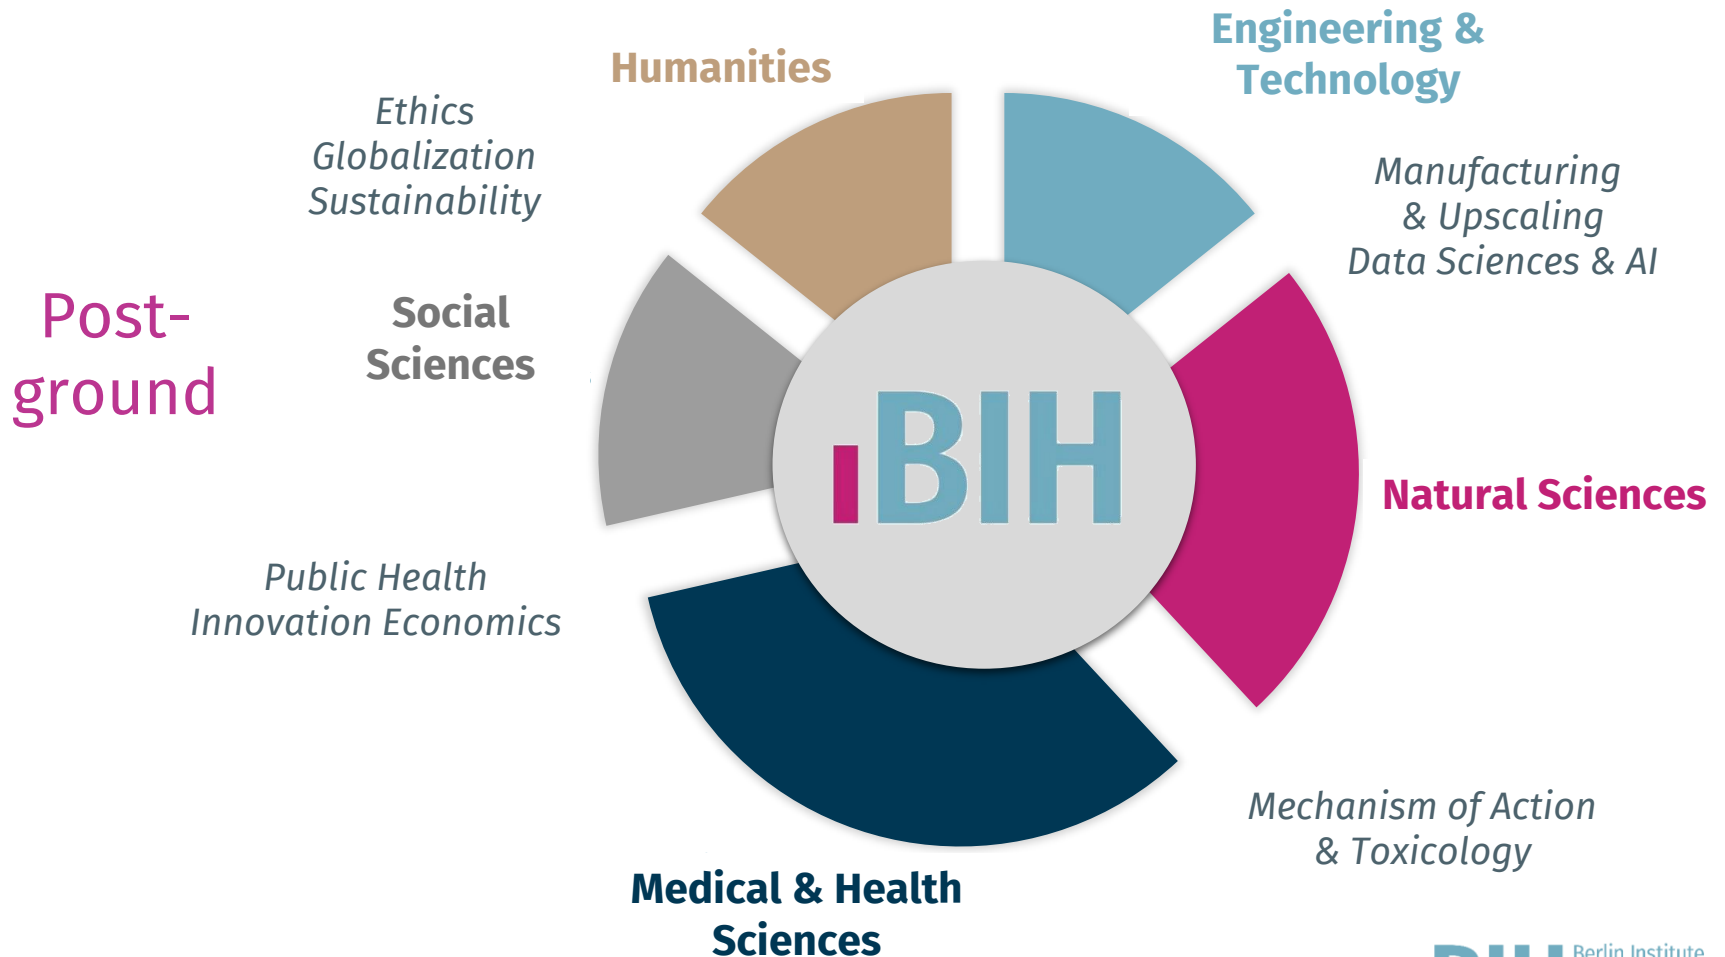 Engineering &
Technology
Humanities
Ethics
Globalization
Sustainability
Manufacturing
& Upscaling
Data Sciences & AI
Post-
ground
Social
Sciences
BIH
Natural Sciences
Public Health
Innovation Economics
Mechanism of Action
& Toxicology
Medical & Health
Sciences
Berlin Institute